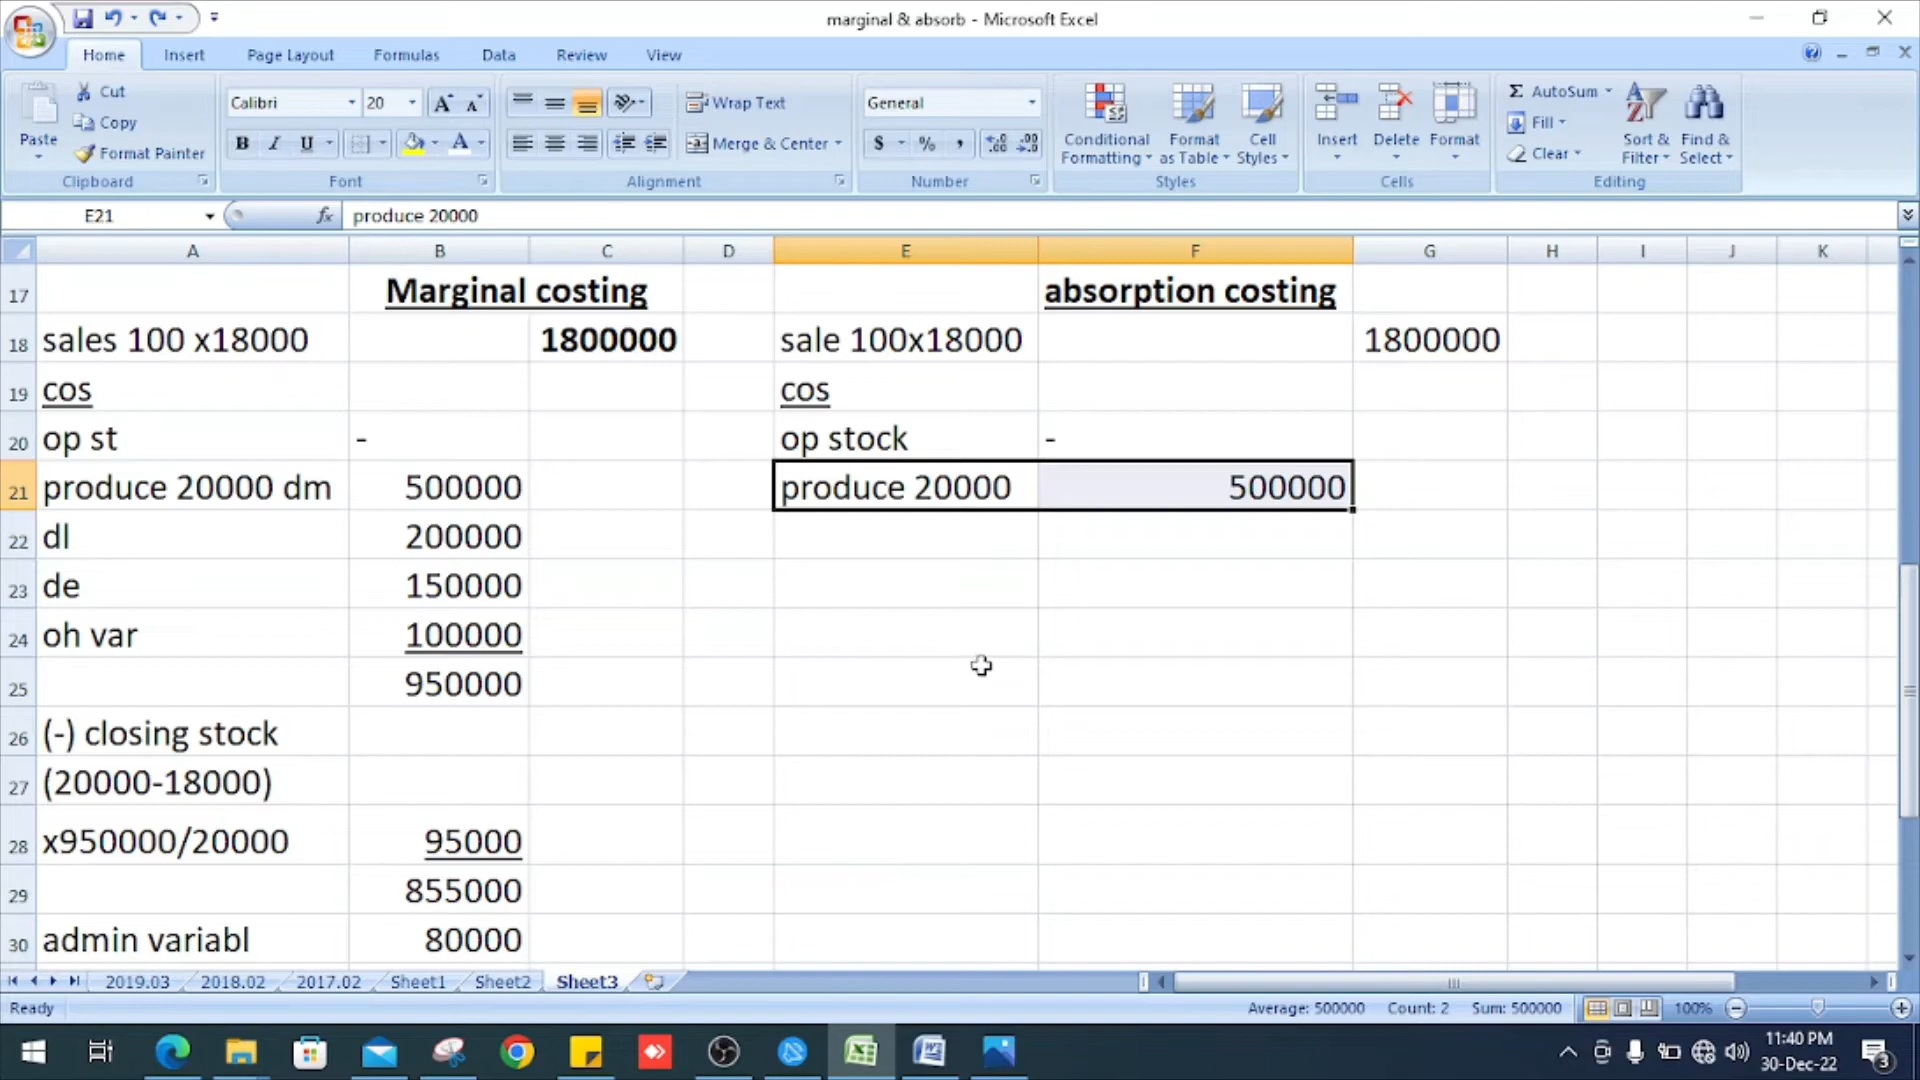 marginal & absorb - Microsoft Excel
Home Insert Page Layout Formulas Data Review View
Paste
Cut
Copy
Format Painter
Clipboard
Calibri 20
B I U
Font
Wrap Text
Merge & Center
Alignment
General
$ % ,
Number
Conditional Formatting
Format as Table
Cell Styles
Styles
Insert Delete Format
Cells
Σ AutoSum
Fill
Clear
Sort & Filter
Find & Select
Editing
E21 fx produce 20000
A B C D E F G H I J K
17 Marginal costing absorption costing
18 sales 100 x18000 1800000 sale 100x18000 1800000
19 cos cos
20 op st - op stock -
21 produce 20000 dm 500000 produce 20000 500000
22 dl 200000
23 de 150000
24 oh var 100000
25 950000
26 (-) closing stock
27 (20000-18000)
28 x950000/20000 95000
29 855000
30 admin variabl 80000
2019.03 2018.02 2017.02 Sheet1 Sheet2 Sheet3
Ready Average: 500000 Count: 2 Sum: 500000 100%
11:40 PM
30-Dec-22
3